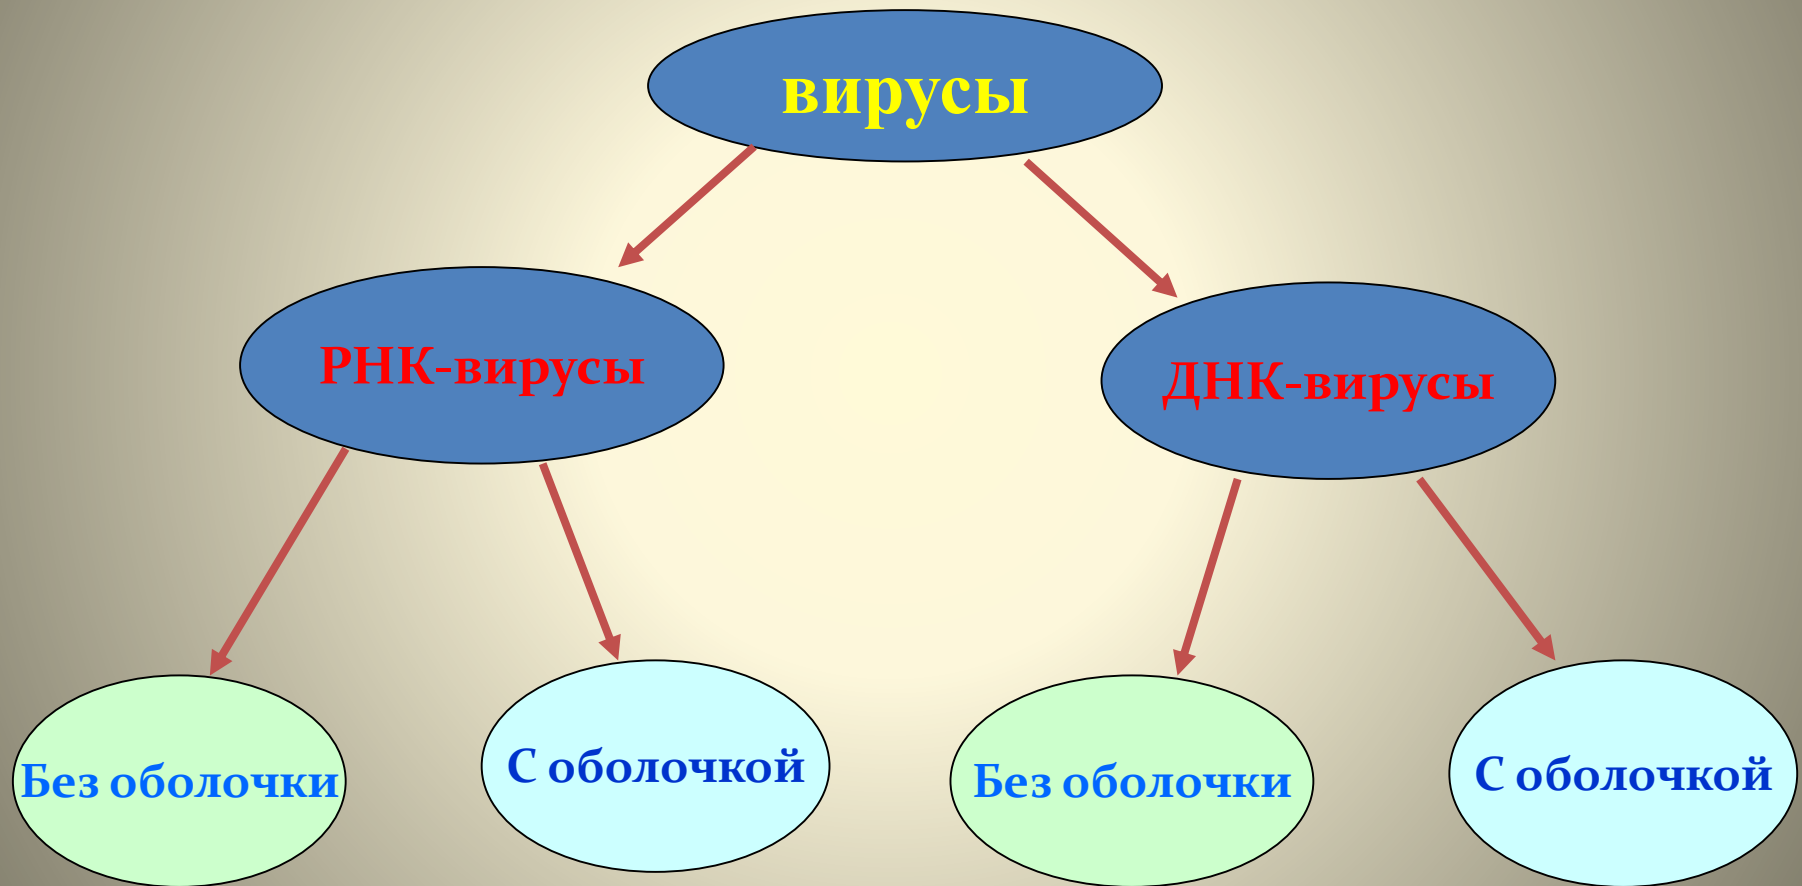 вирусы
РНК-вирусы
ДНК-вирусы
Без оболочки
С оболочкой
Без оболочки
С оболочкой